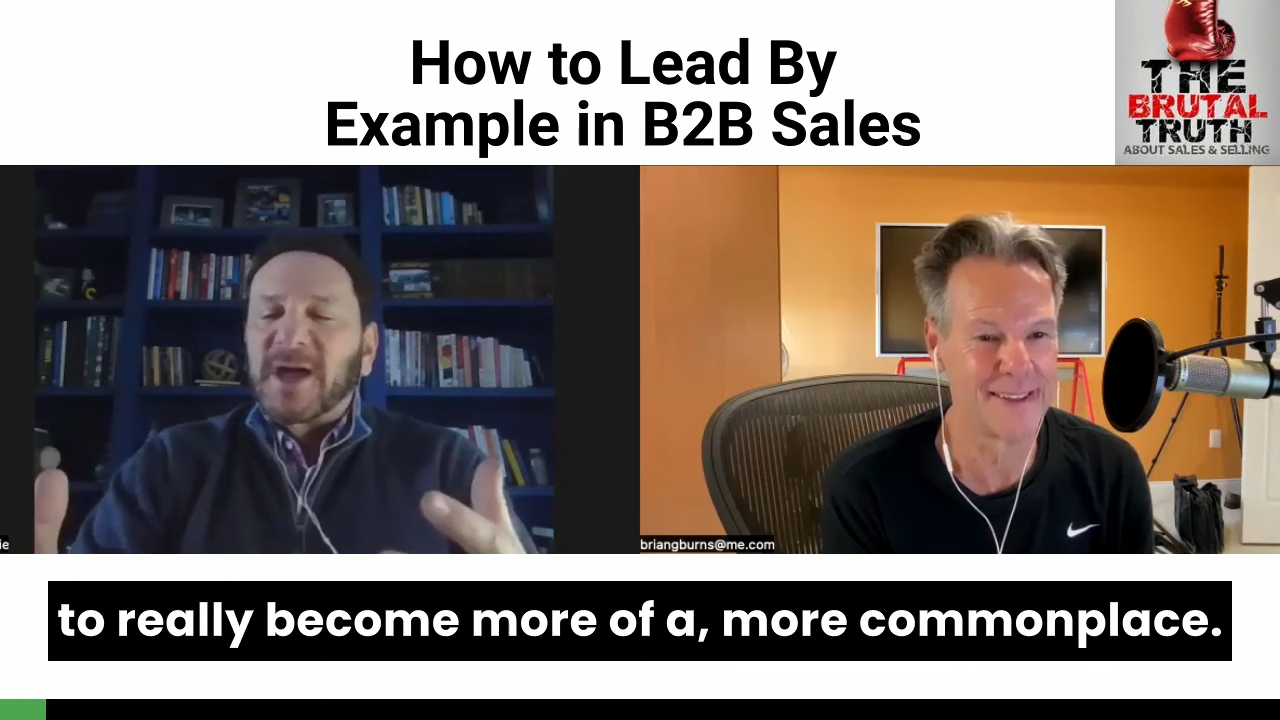 How to Lead By
Example in B2B Sales
THE
BRUTAL
TRUTH
ABOUT SALES & SELLING
ie
briangburns@me.com
to really become more of a, more commonplace.